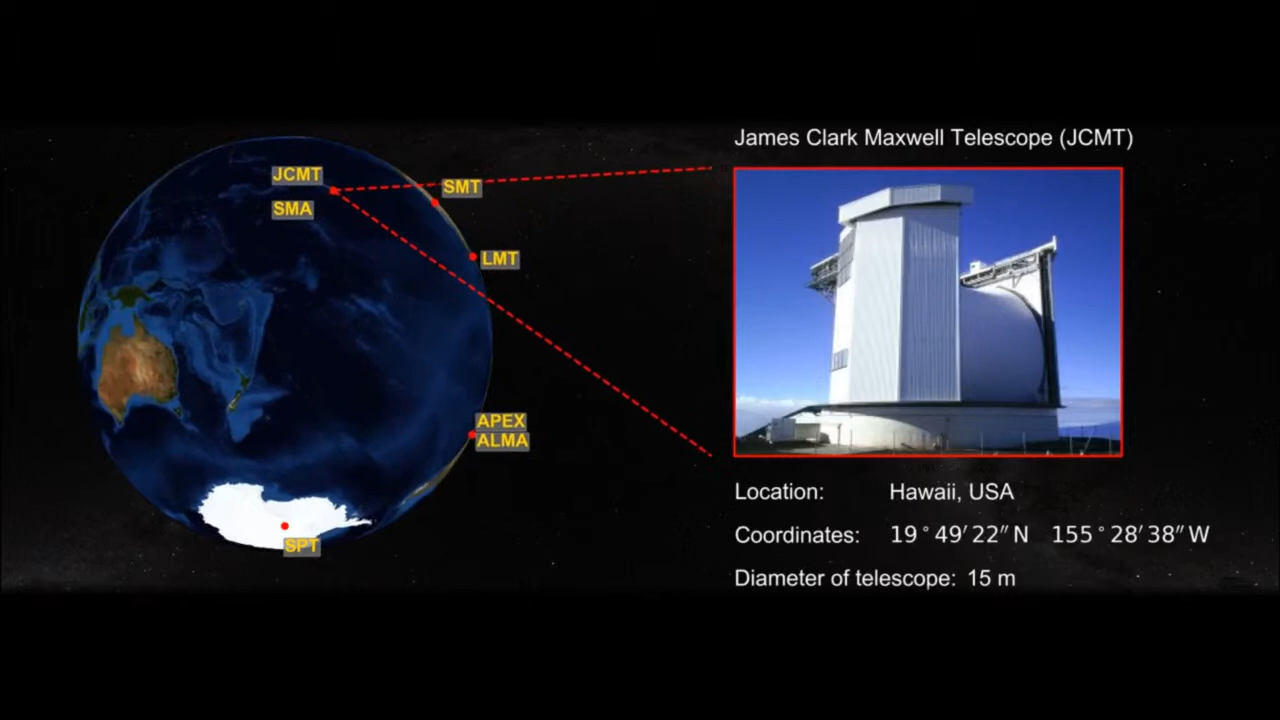 JCMT
SMA
SMT
LMT
APEX
ALMA
SPT
James Clark Maxwell Telescope (JCMT)
Location: Hawaii, USA
Coordinates: 19°49′22″N 155°28′38″W
Diameter of telescope: 15 m